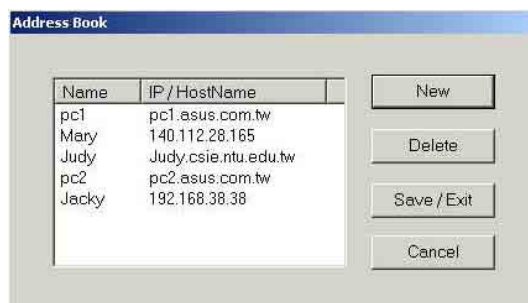 Address Book
Name IP / HostName
pc1 pc1.asus.com.tw
Mary 140.112.28.165
Judy Judy.csie.ntu.edu.tw
pc2 pc2.asus.com.tw
Jacky 192.168.38.38
New
Delete
Save / Exit
Cancel